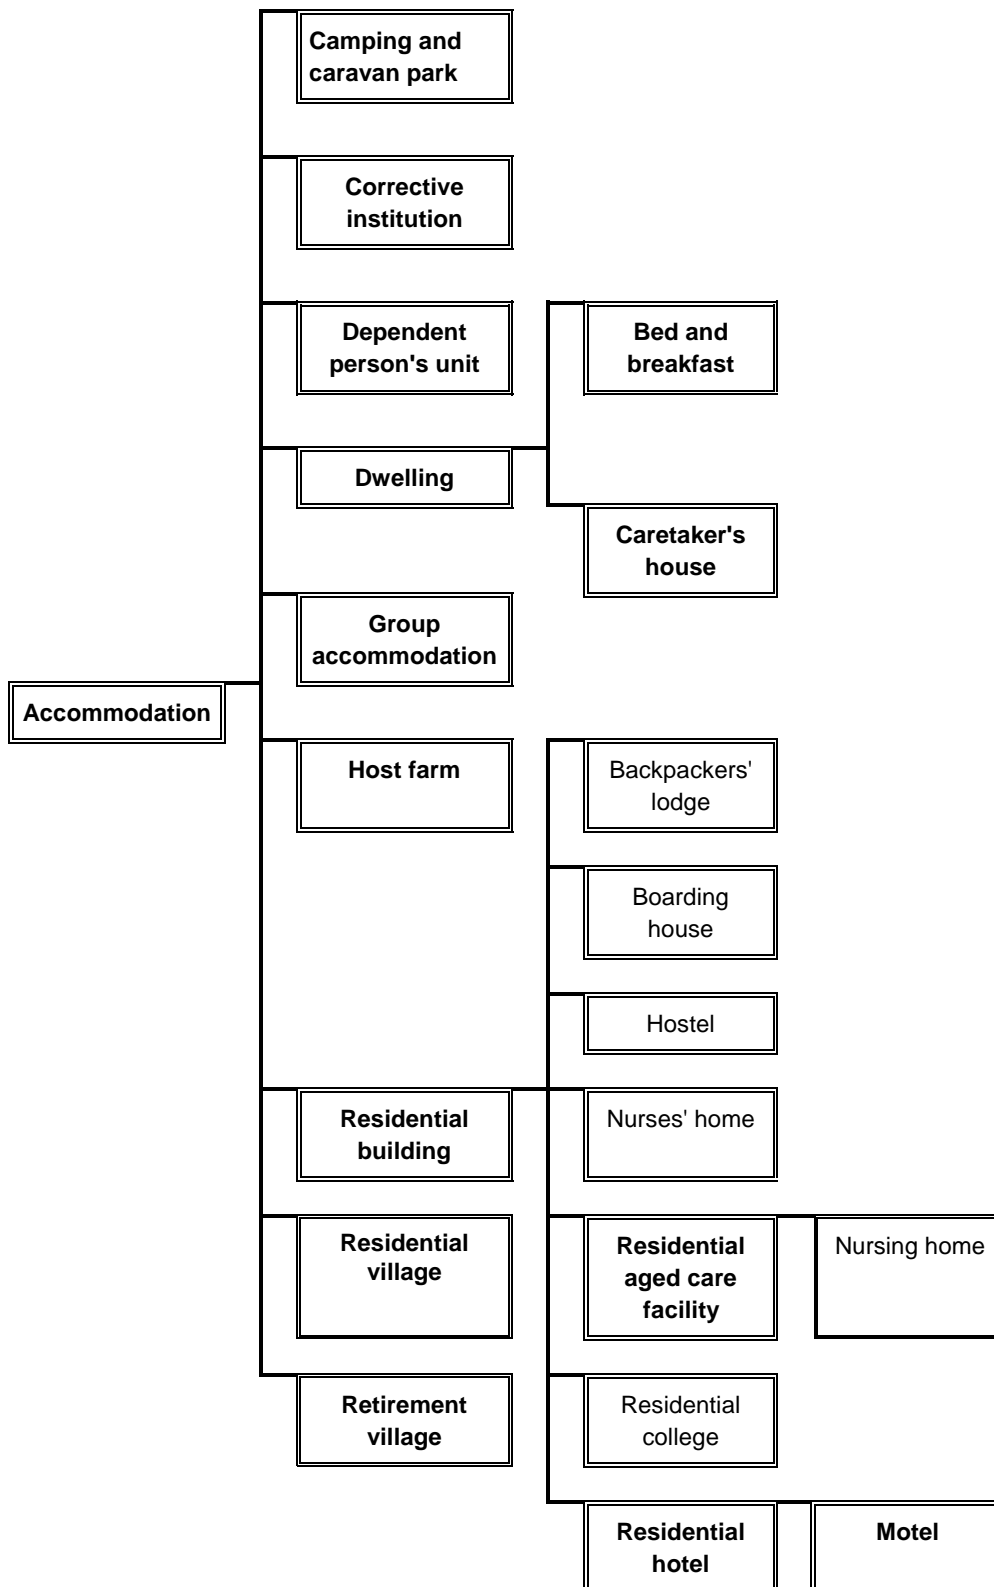 Camping and
caravan park
Corrective
institution
Dependent
person's unit
Bed and
breakfast
Dwelling
Caretaker's
house
Group
accommodation
Accommodation
Host farm
Backpackers'
lodge
Boarding
house
Hostel
Residential
building
Nurses' home
Residential
village
Residential
aged care
facility
Nursing home
Retirement
village
Residential
college
Residential
hotel
Motel